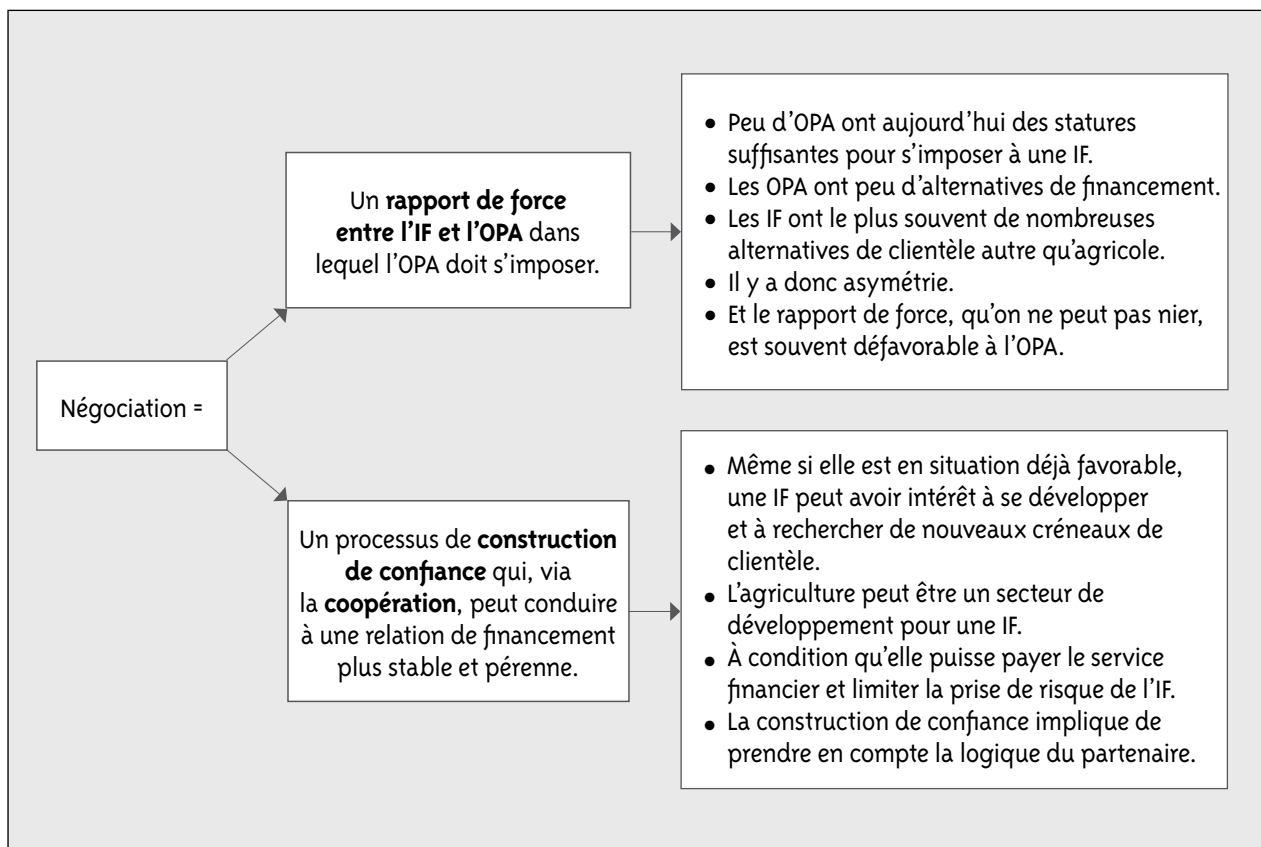 Négociation =
Un rapport de force
entre l'IF et l'OPA dans
lequel l'OPA doit s'imposer.
• Peu d'OPA ont aujourd'hui des statures
suffisantes pour s'imposer à une IF.
• Les OPA ont peu d'alternatives de financement.
• Les IF ont le plus souvent de nombreuses
alternatives de clientèle autre qu'agricole.
• Il y a donc asymétrie.
• Et le rapport de force, qu'on ne peut pas nier,
est souvent défavorable à l'OPA.
Un processus de construction
de confiance qui, via
la coopération, peut conduire
à une relation de financement
plus stable et pérenne.
• Même si elle est en situation déjà favorable,
une IF peut avoir intérêt à se développer
et à rechercher de nouveaux créneaux de
clientèle.
• L'agriculture peut être un secteur de
développement pour une IF.
• À condition qu'elle puisse payer le service
financier et limiter la prise de risque de l'IF.
• La construction de confiance implique de
prendre en compte la logique du partenaire.